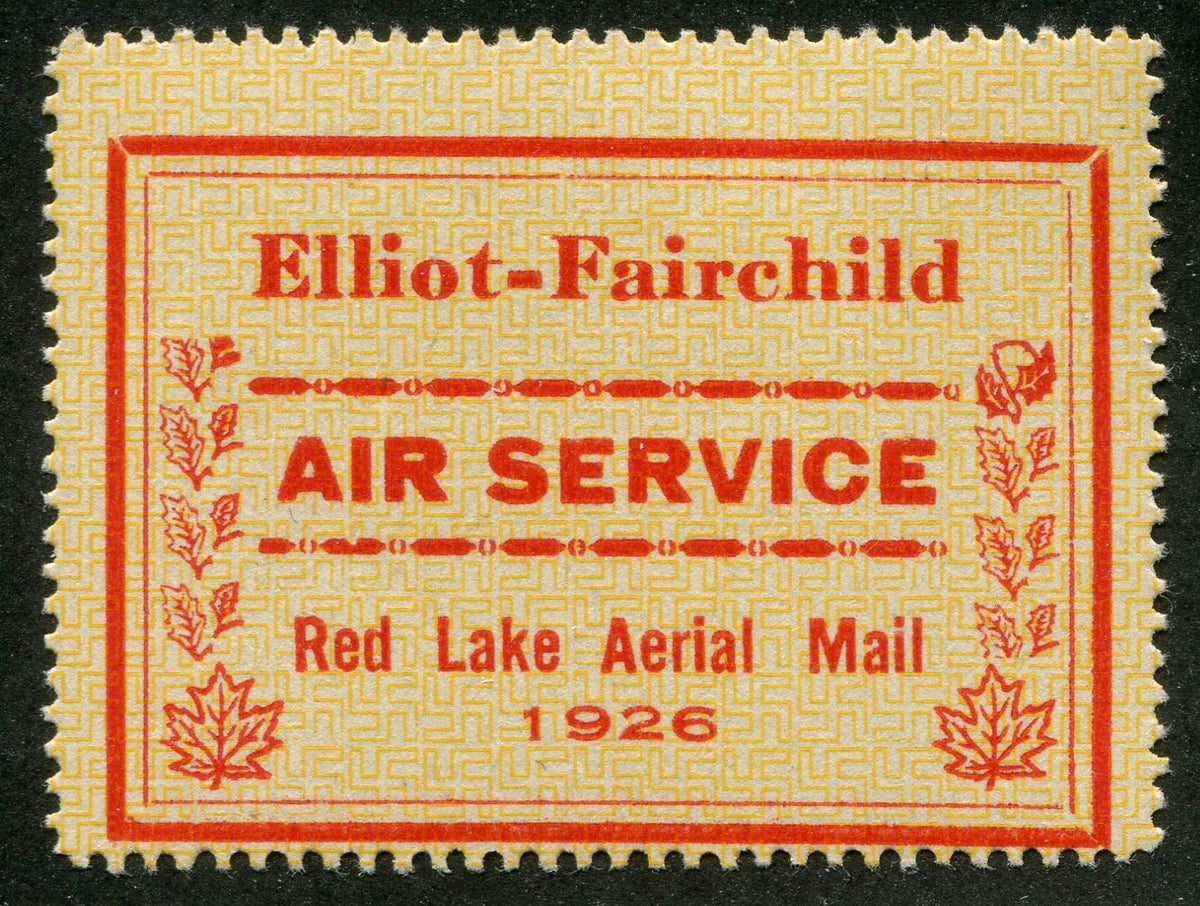 Elliot-Fairchild
AIR SERVICE
Red Lake Aerial Mail
1926